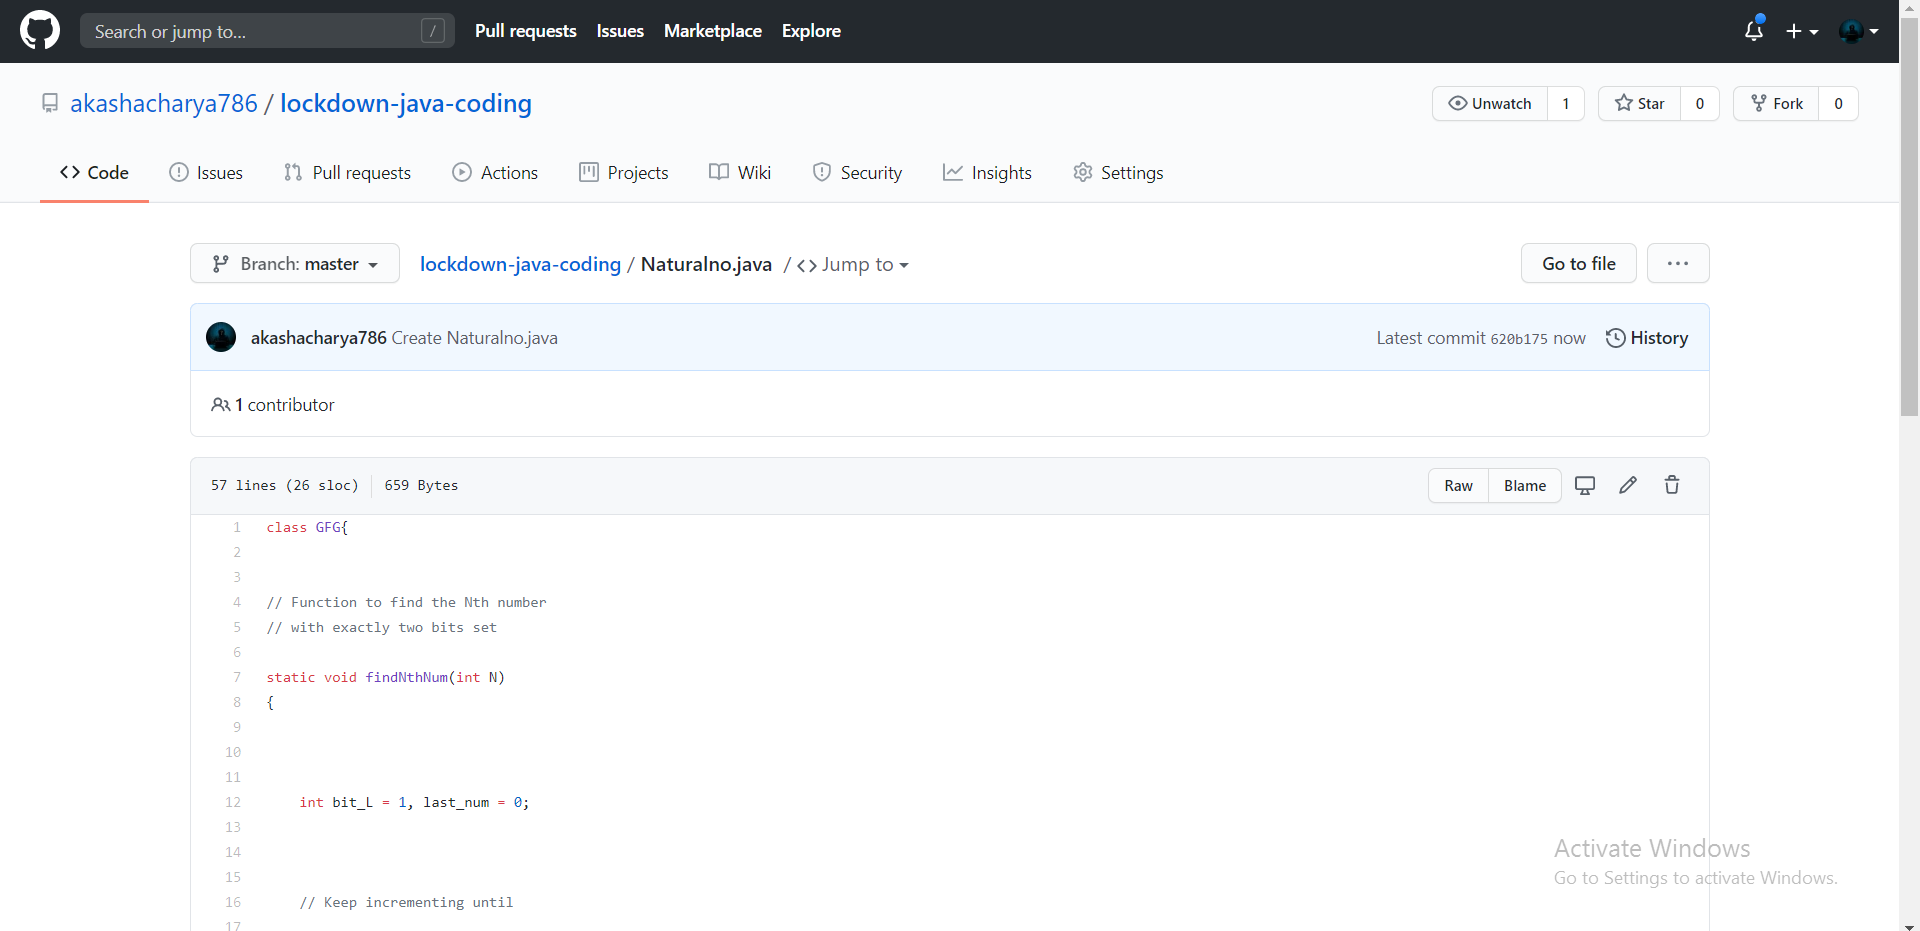 Search or jump to... /
Pull requests Issues Marketplace Explore
akashacharya786 / lockdown-java-coding
Unwatch 1 Star 0 Fork 0
Code Issues Pull requests Actions Projects Wiki Security Insights Settings
Branch: master lockdown-java-coding / Naturalno.java / Jump to
Go to file ...
akashacharya786 Create Naturalno.java
Latest commit 620b175 now History
1 contributor
57 lines (26 sloc) 659 Bytes
Raw Blame
1 class GFG{
2
3
4 // Function to find the Nth number
5 // with exactly two bits set
6
7 static void findNthNum(int N)
8 {
9
10
11
12 int bit_L = 1, last_num = 0;
13
14
15
16 // Keep incrementing until
17
Activate Windows
Go to Settings to activate Windows.